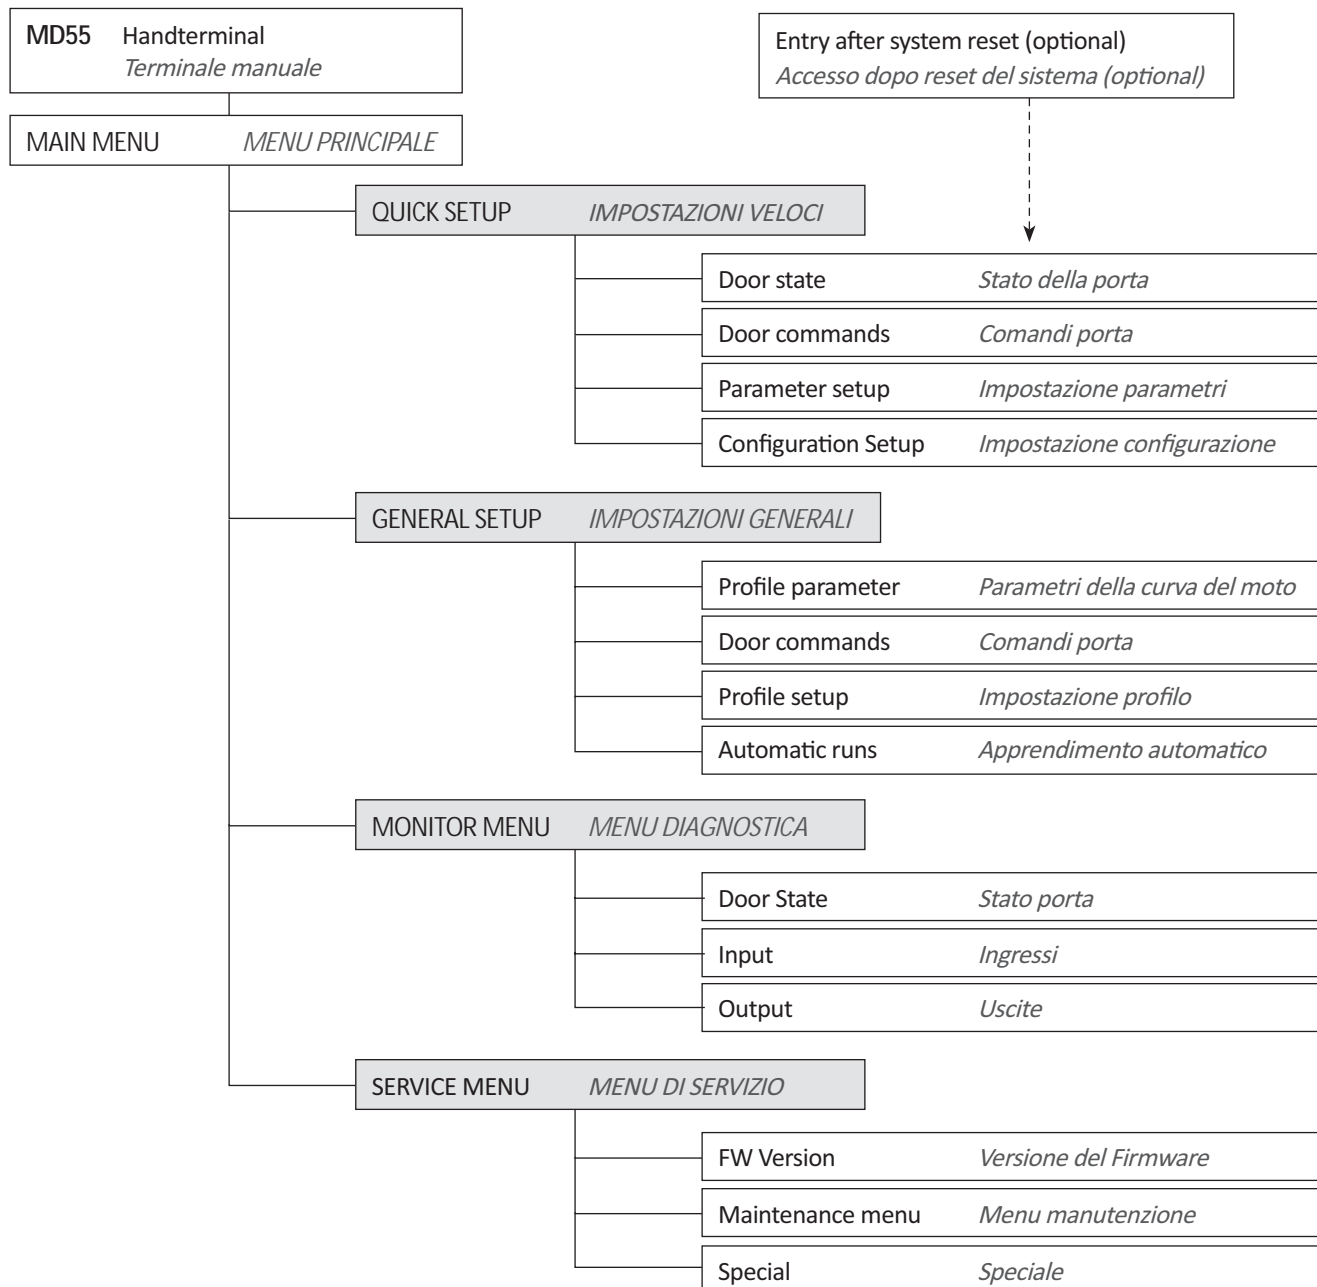 MD55 Handterminal
Terminale manuale
Entry after system reset (optional)
Accesso dopo reset del sistema (optional)
MAIN MENU MENU PRINCIPALE
QUICK SETUP IMPOSTAZIONI VELOCI
Door state Stato della porta
Door commands Comandi porta
Parameter setup Impostazione parametri
Configuration Setup Impostazione configurazione
GENERAL SETUP IMPOSTAZIONI GENERALI
Profile parameter Parametri della curva del moto
Door commands Comandi porta
Profile setup Impostazione profilo
Automatic runs Apprendimento automatico
MONITOR MENU MENU DIAGNOSTICA
Door State Stato porta
Input Ingressi
Output Uscite
SERVICE MENU MENU DI SERVIZIO
FW Version Versione del Firmware
Maintenance menu Menu manutenzione
Special Speciale